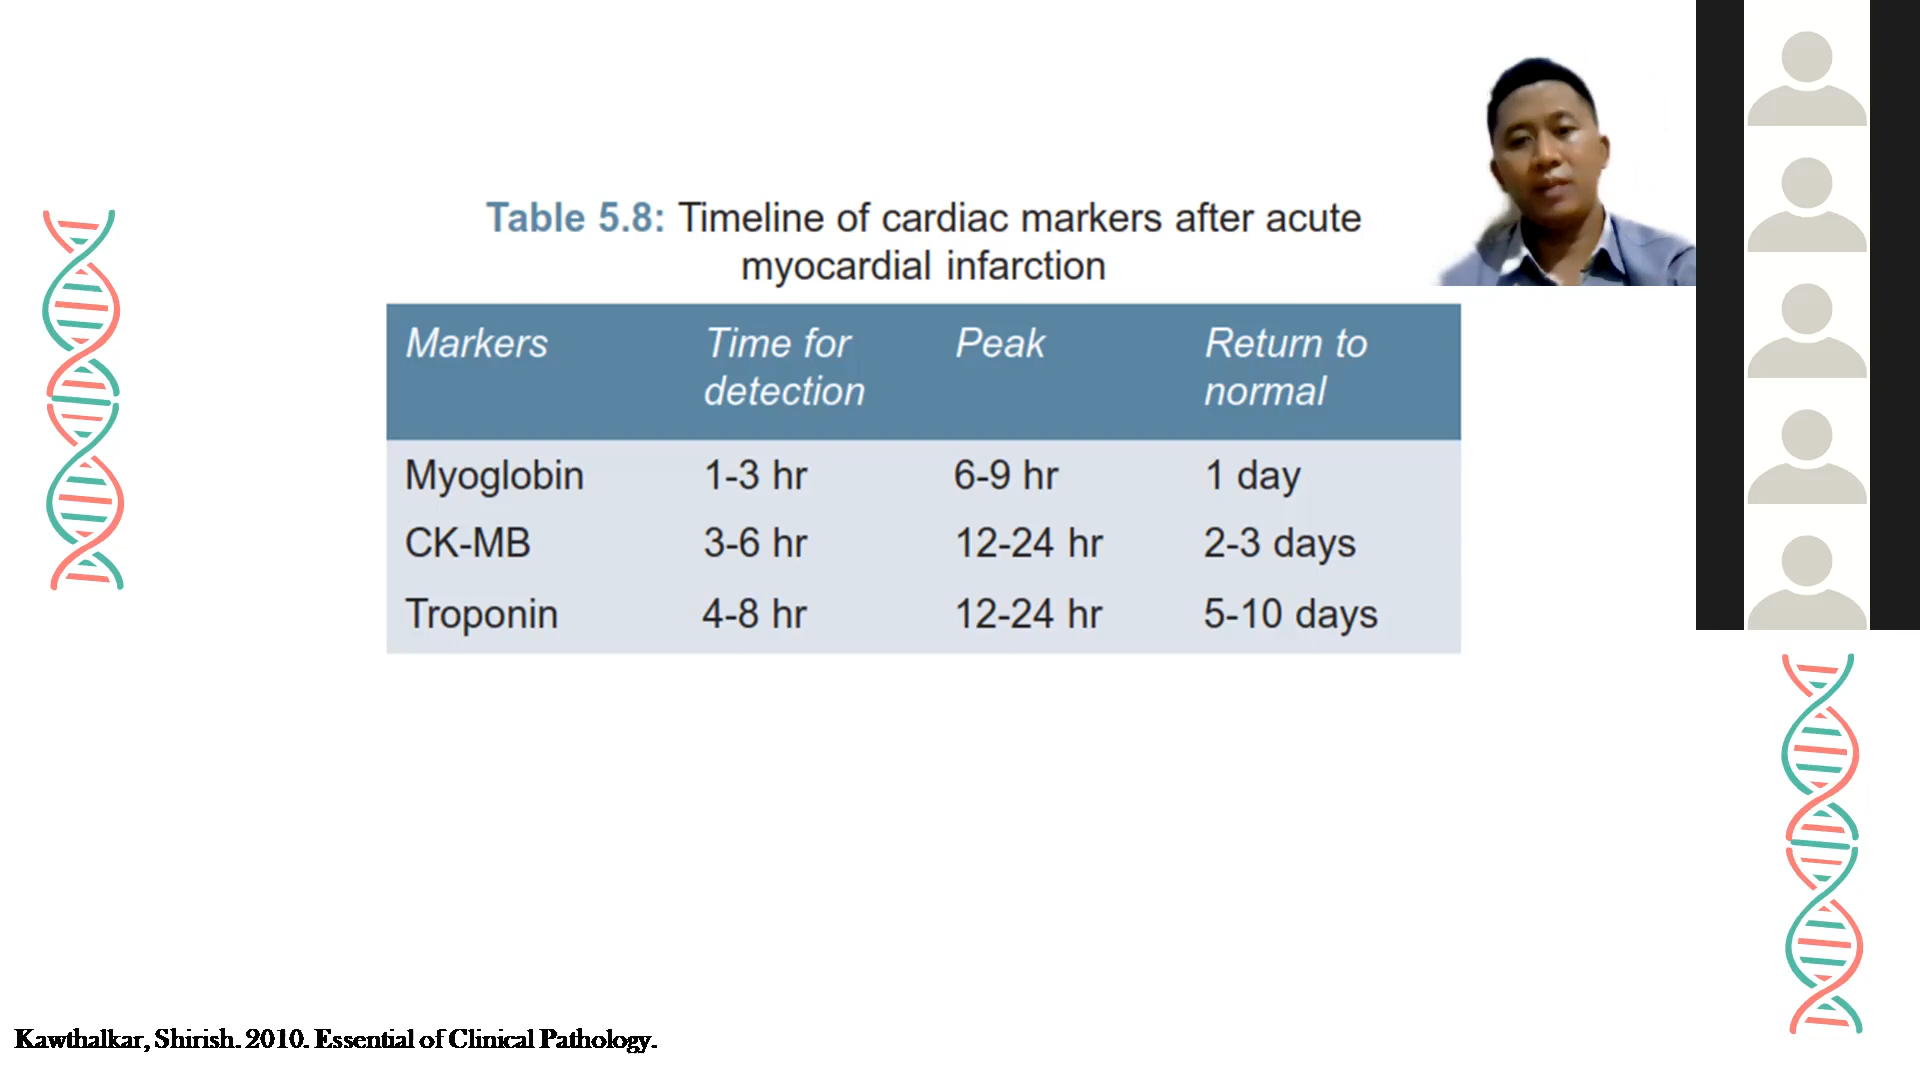 Table 5.8: Timeline of cardiac markers after acute
myocardial infarction
Markers Time for detection Peak Return to normal
Myoglobin 1-3 hr 6-9 hr 1 day
CK-MB 3-6 hr 12-24 hr 2-3 days
Troponin 4-8 hr 12-24 hr 5-10 days
Kawthalkar, Shirish. 2010. Essential of Clinical Pathology.